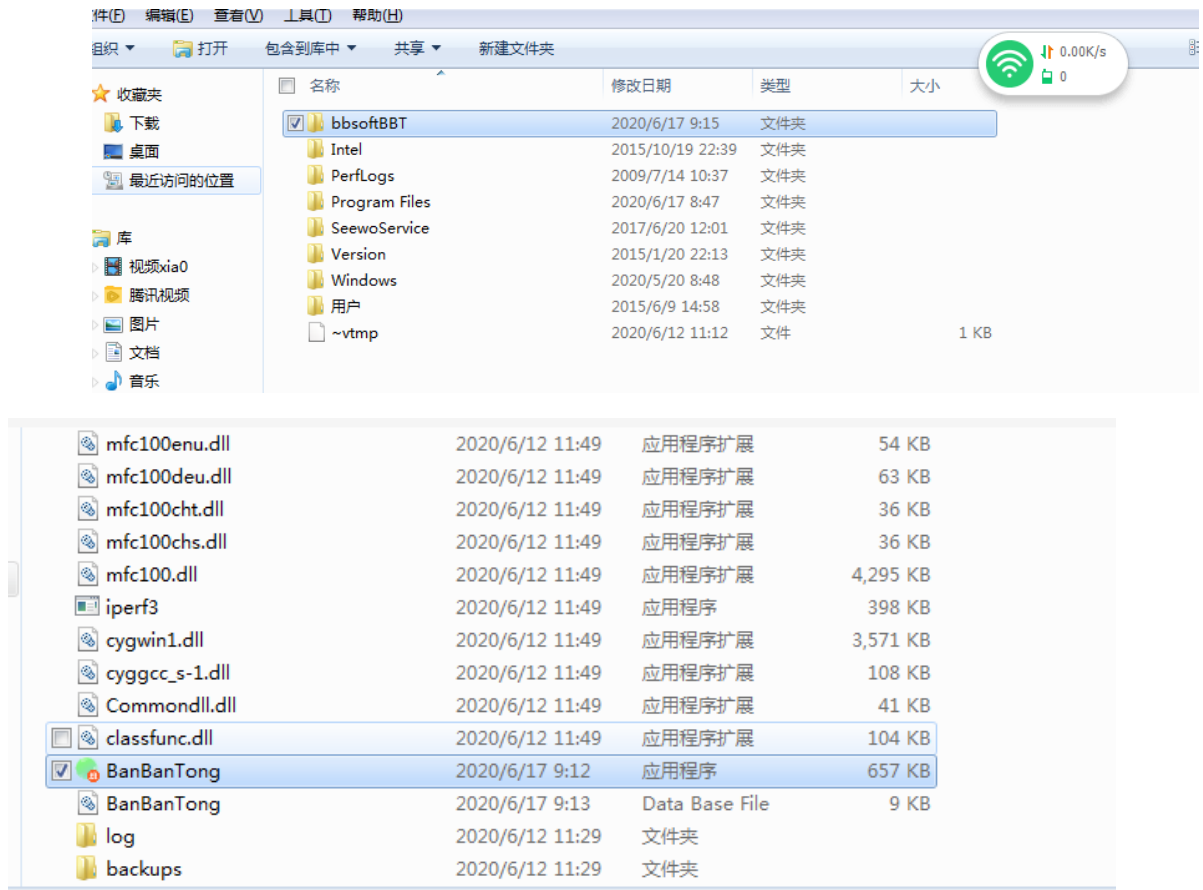 件(F) 编辑(E) 查看(V) 工具(T) 帮助(H)
组织 打开 包含到库中 共享 新建文件夹
0.00K/s
0
名称 修改日期 类型 大小
收藏夹
下载
桌面
最近访问的位置
库
视频xia0
腾讯视频
图片
文档
音乐
bbsoftBBT 2020/6/17 9:15 文件夹
Intel 2015/10/19 22:39 文件夹
PerfLogs 2009/7/14 10:37 文件夹
Program Files 2020/6/17 8:47 文件夹
SeewoService 2017/6/20 12:01 文件夹
Version 2015/1/20 22:13 文件夹
Windows 2020/5/20 8:48 文件夹
用户 2015/6/9 14:58 文件夹
~vtmp 2020/6/12 11:12 文件 1 KB
mfc100enu.dll 2020/6/12 11:49 应用程序扩展 54 KB
mfc100deu.dll 2020/6/12 11:49 应用程序扩展 63 KB
mfc100cht.dll 2020/6/12 11:49 应用程序扩展 36 KB
mfc100chs.dll 2020/6/12 11:49 应用程序扩展 36 KB
mfc100.dll 2020/6/12 11:49 应用程序扩展 4,295 KB
iperf3 2020/6/12 11:49 应用程序 398 KB
cygwin1.dll 2020/6/12 11:49 应用程序扩展 3,571 KB
cyggcc_s-1.dll 2020/6/12 11:49 应用程序扩展 108 KB
Commondll.dll 2020/6/12 11:49 应用程序扩展 41 KB
classfunc.dll 2020/6/12 11:49 应用程序扩展 104 KB
BanBanTong 2020/6/17 9:12 应用程序 657 KB
BanBanTong 2020/6/17 9:13 Data Base File 9 KB
log 2020/6/12 11:29 文件夹
backups 2020/6/12 11:29 文件夹